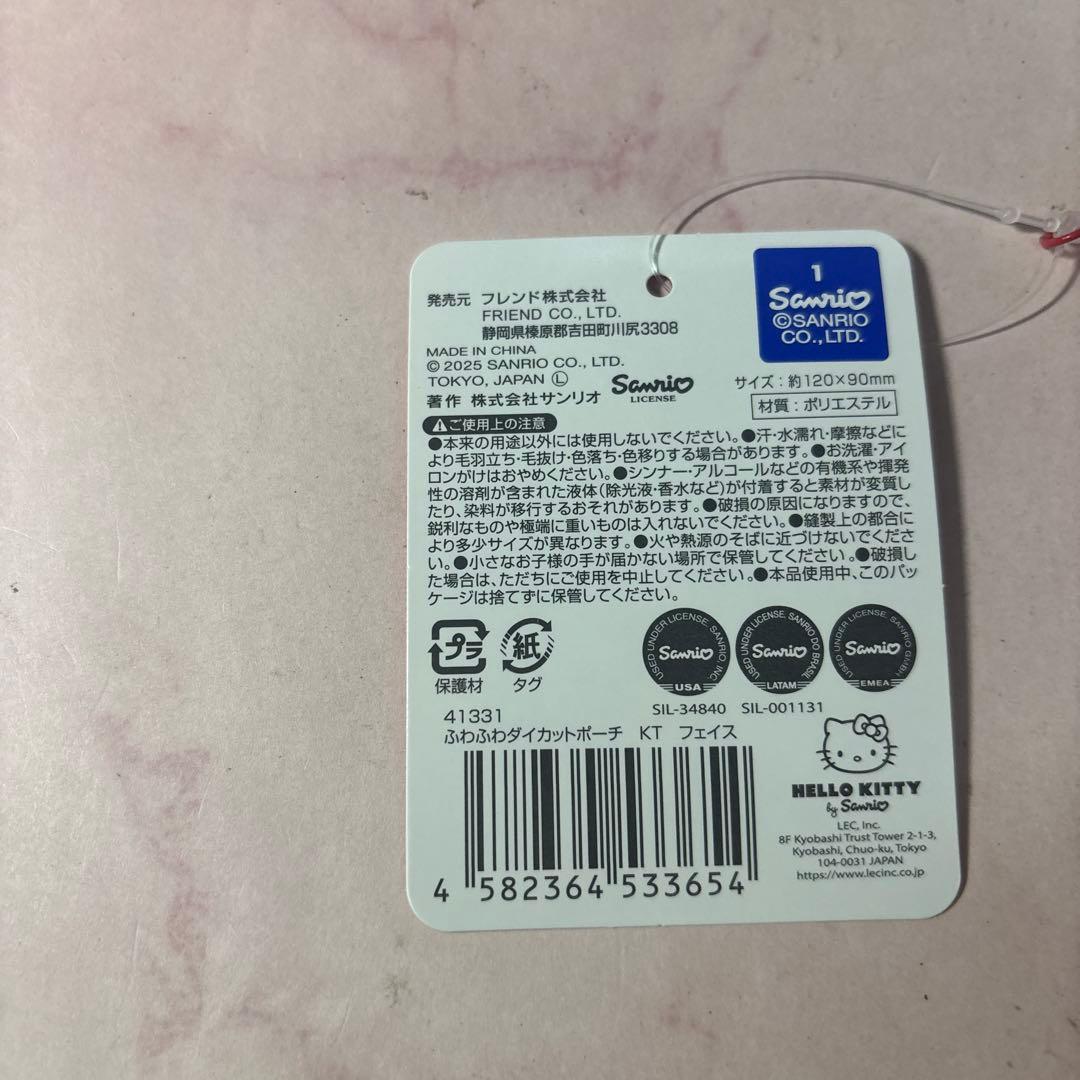 発売元 フレンド株式会社
FRIEND CO., LTD.
静岡県榛原郡吉田町川尻3308
MADE IN CHINA
© 2025 SANRIO CO., LTD.
TOKYO, JAPAN Ⓛ
著作 株式会社サンリオ
Sanrio
LICENSE
1
Sanrio
©SANRIO
CO.,LTD.
サイズ：約120×90mm
材質：ポリエステル
ご使用上の注意
●本来の用途以外には使用しないでください。●汗・水濡れ・摩擦などに
より毛羽立ち・毛抜け・色落ち・色移りする場合があります。●お洗濯・アイ
ロンがけはおやめください。●シンナー・アルコールなどの有機系や揮発
性の溶剤が含まれた液体(除光液・香水など)が付着すると素材が変質し
たり、染料が移行するおそれがあります。●破損の原因になりますので、
鋭利なものや極端に重いものは入れないでください。●縫製上の都合に
より多少サイズが異なります。●火や熱源のそばに近づけないでくださ
い。●小さなお子様の手が届かない場所で保管してください。●破損し
た場合は、ただちにご使用を中止してください。●本品使用中、このパッ
ケージは捨てずに保管してください。
プラ
保護材
紙
タグ
USED UNDER LICENSE. SANRIO, INC.
Sanrio
USA
SIL-34840
USED UNDER LICENSE. SANRIO DO BRASIL
Sanrio
LATAM
SIL-001131
USED UNDER LICENSE. SANRIO GMBH
Sanrio
EMEA
41331
ふわふわダイカットポーチ KT フェイス
4 582364 533654
HELLO KITTY
by Sanrio
LEC, Inc.
8F Kyobashi Trust Tower 2-1-3,
Kyobashi, Chuo-ku, Tokyo
104-0031 JAPAN
https://www.lecinc.co.jp